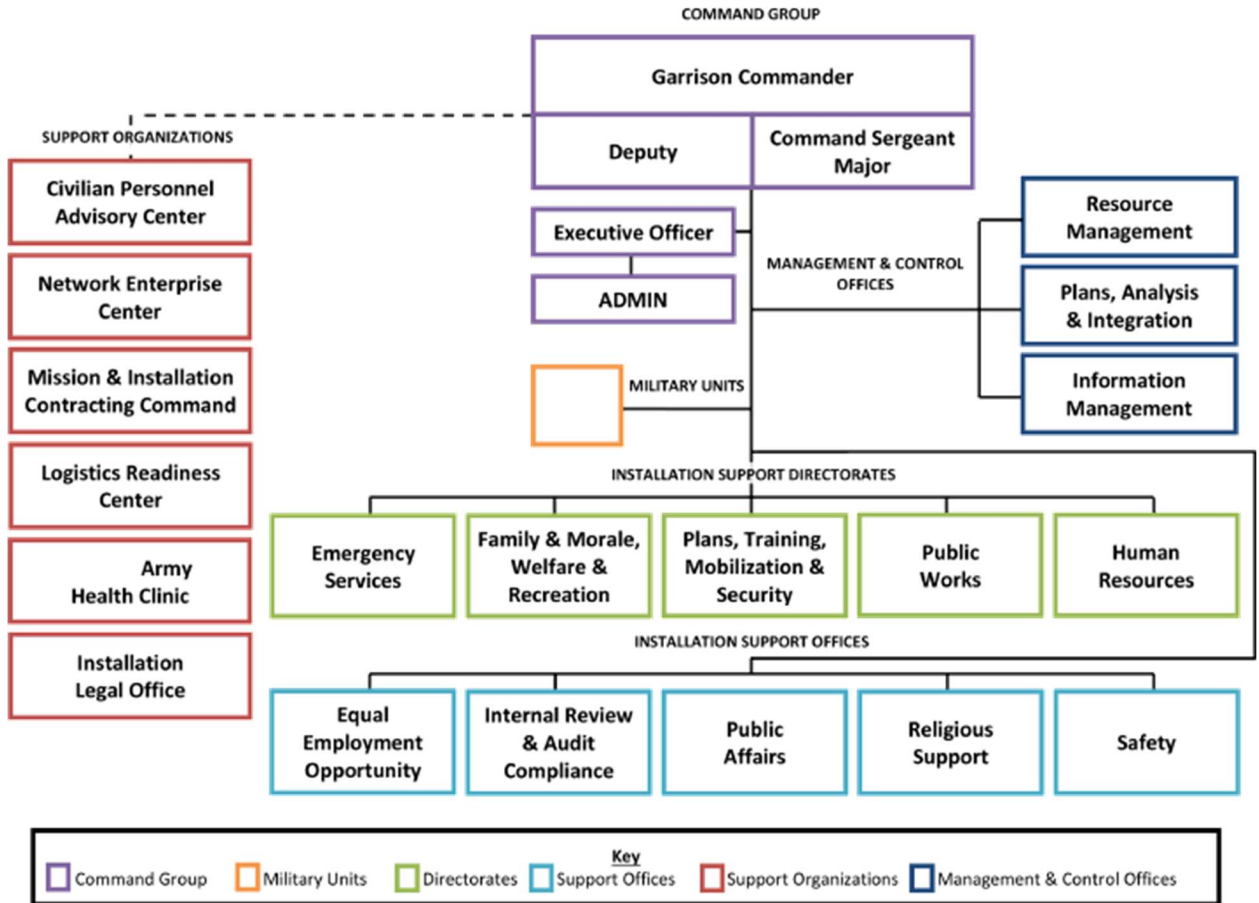 COMMAND GROUP
Garrison Commander
Deputy
Command Sergeant
Major
Executive Officer
ADMIN
SUPPORT ORGANIZATIONS
Civilian Personnel
Advisory Center
Network Enterprise
Center
Mission & Installation
Contracting Command
Logistics Readiness
Center
Army
Health Clinic
Installation
Legal Office
MANAGEMENT & CONTROL
OFFICES
Resource
Management
Plans, Analysis
& Integration
Information
Management
MILITARY UNITS
INSTALLATION SUPPORT DIRECTORATES
Emergency
Services
Family & Morale,
Welfare &
Recreation
Plans, Training,
Mobilization &
Security
Public
Works
Human
Resources
INSTALLATION SUPPORT OFFICES
Equal
Employment
Opportunity
Internal Review
& Audit
Compliance
Public
Affairs
Religious
Support
Safety
Key
Command Group
Military Units
Directorates
Support Offices
Support Organizations
Management & Control Offices